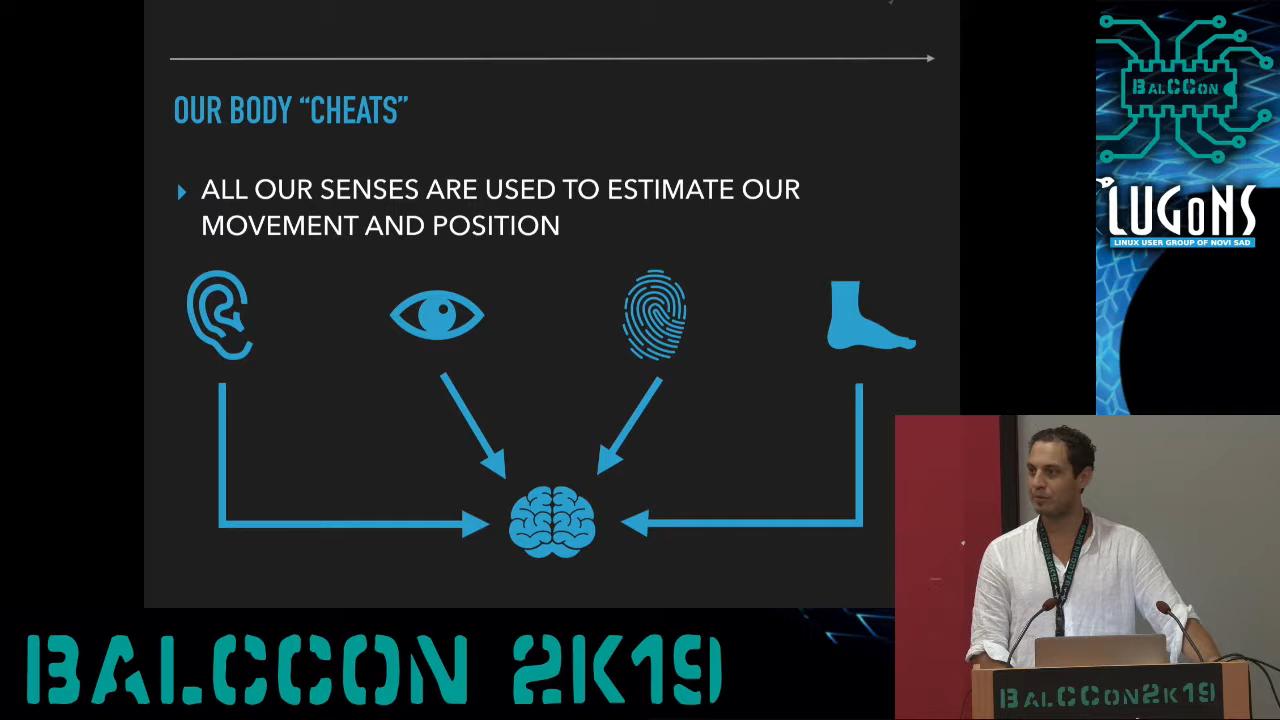 OUR BODY “CHEATS”
ALL OUR SENSES ARE USED TO ESTIMATE OUR
MOVEMENT AND POSITION
BALCCON
LUGoNS
LINUX USER GROUP OF NOVI SAD
BALCCON 2K19
BALCCON2K19